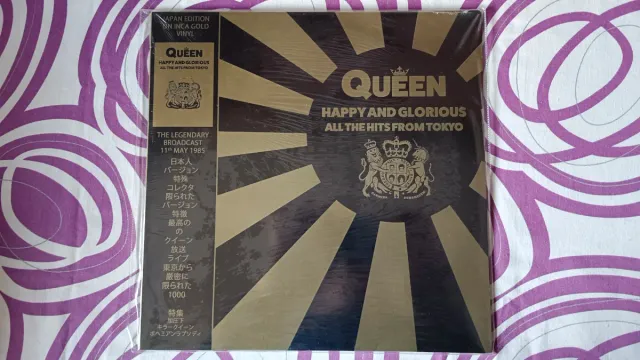 JAPAN EDITION
ON INCA GOLD
VINYL
QUEEN
HAPPY AND GLORIOUS
ALL THE HITS FROM TOKYO
THE LEGENDARY
BROADCAST
11TH MAY 1985
日本人
バージョン
特殊
コレクタ
限られた
バージョン
特徴
最高の
の
クイーン
放送
ライブ
東京から
厳密に
限られた
1000
特集
キラークイーン
ボヘミアンラプソディ
QUEEN
HAPPY AND GLORIOUS
ALL THE HITS FROM TOKYO